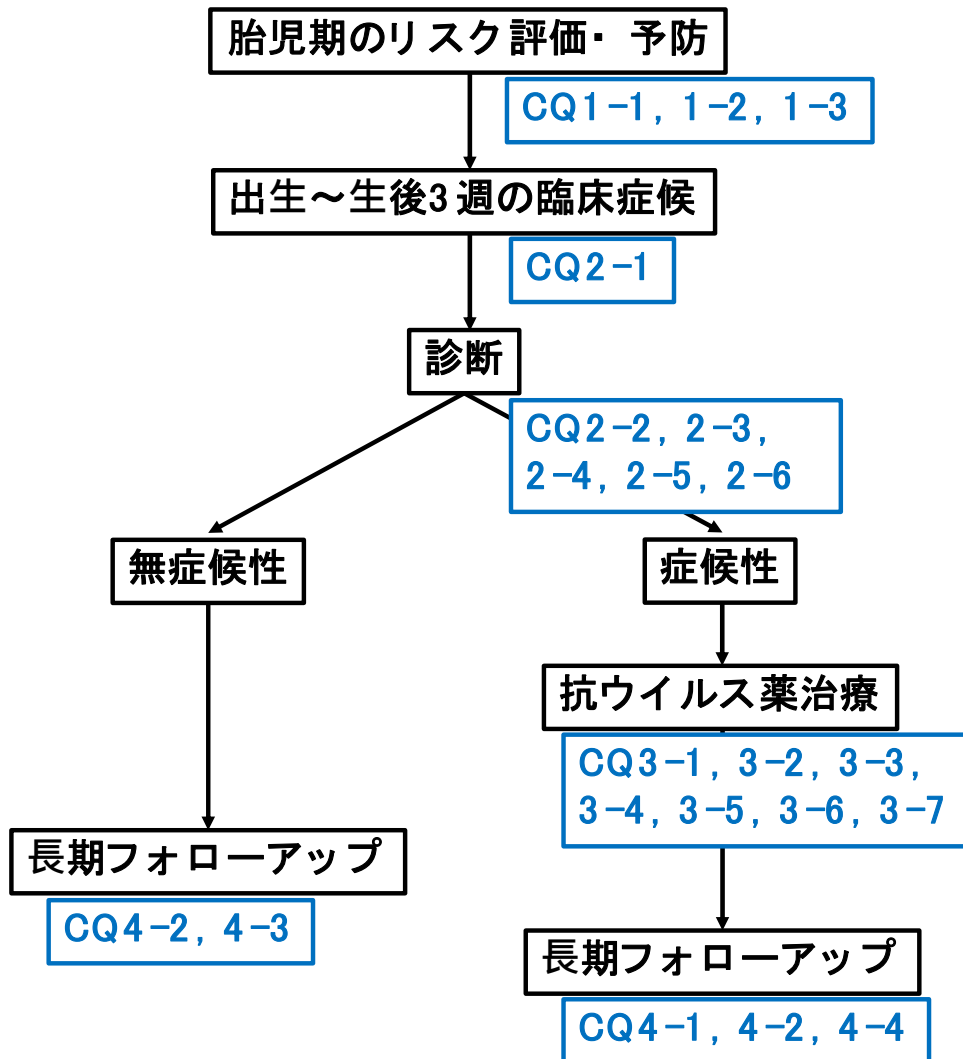 胎児期のリスク評価・ 予防
CQ1-1, 1-2, 1-3
出生～生後3週の臨床症候
CQ2-1
診断
CQ2-2, 2-3,
2-4, 2-5, 2-6
無症候性
症候性
抗ウイルス薬治療
CQ3-1, 3-2, 3-3,
3-4, 3-5, 3-6, 3-7
長期フォローアップ
CQ4-2, 4-3
長期フォローアップ
CQ4-1, 4-2, 4-4